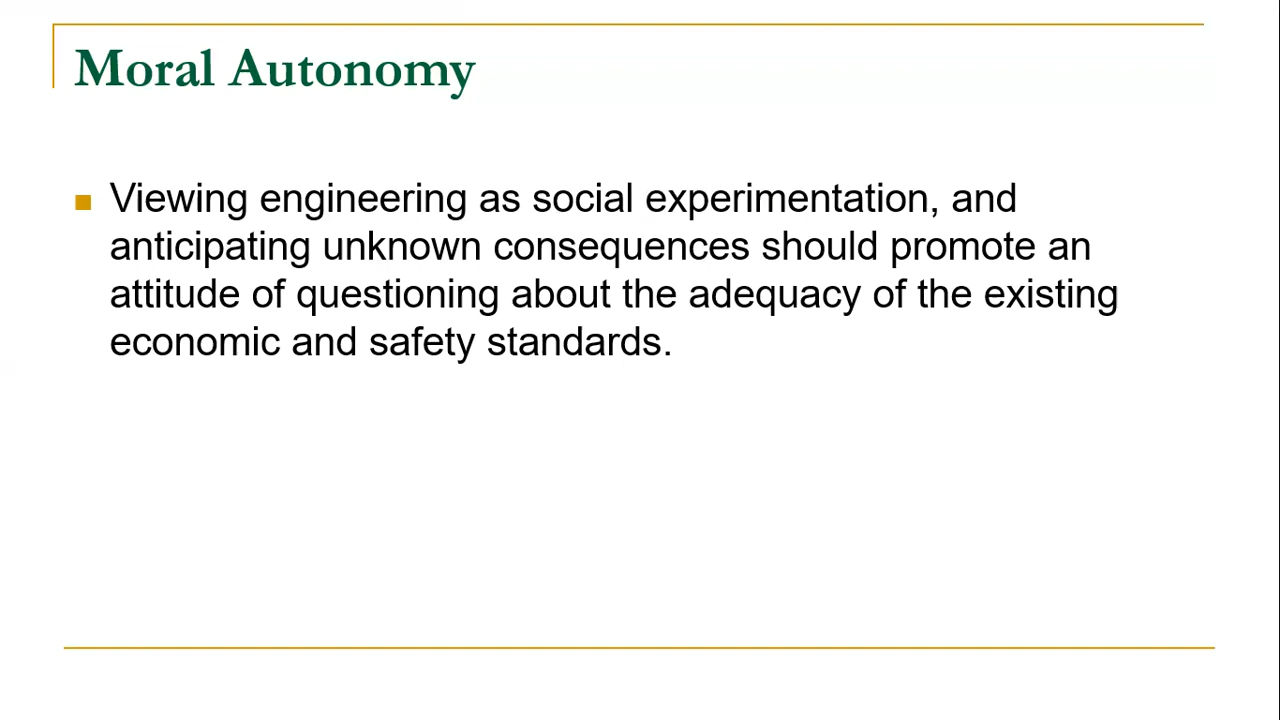 Moral Autonomy
Viewing engineering as social experimentation, and
anticipating unknown consequences should promote an
attitude of questioning about the adequacy of the existing
economic and safety standards.